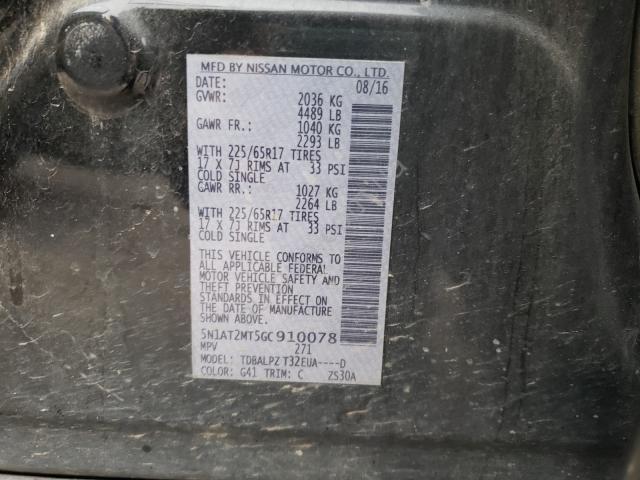 MFD BY NISSAN MOTOR CO., LTD.
DATE: 08/16
GVWR: 2036 KG
4489 LB
GAWR FR.: 1040 KG
2293 LB
WITH 225/65R17 TIRES
17 X 7J RIMS AT 33 PSI
COLD SINGLE
GAWR RR.: 1027 KG
2264 LB
WITH 225/65R17 TIRES
17 X 7J RIMS AT 33 PSI
COLD SINGLE
THIS VEHICLE CONFORMS TO
ALL APPLICABLE FEDERAL
MOTOR VEHICLE SAFETY AND
THEFT PREVENTION
STANDARDS IN EFFECT ON
THE DATE OF MANUFACTURE
SHOWN ABOVE.
5N1AT2MT5GC910078
MPV 271
MODEL: TDBALPZ T32EUA----D
COLOR: G41 TRIM: C ZS30A